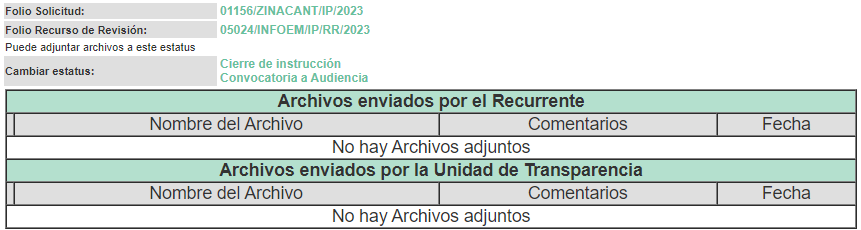 Folio Solicitud: 01156/ZINACANT/IP/2023
Folio Recurso de Revisión: 05024/INFOEM/IP/RR/2023
Puede adjuntar archivos a este estatus
Cambiar estatus: Cierre de instrucción
Convocatoria a Audiencia
Archivos enviados por el Recurrente
Nombre del Archivo Comentarios Fecha
No hay Archivos adjuntos
Archivos enviados por la Unidad de Transparencia
Nombre del Archivo Comentarios Fecha
No hay Archivos adjuntos